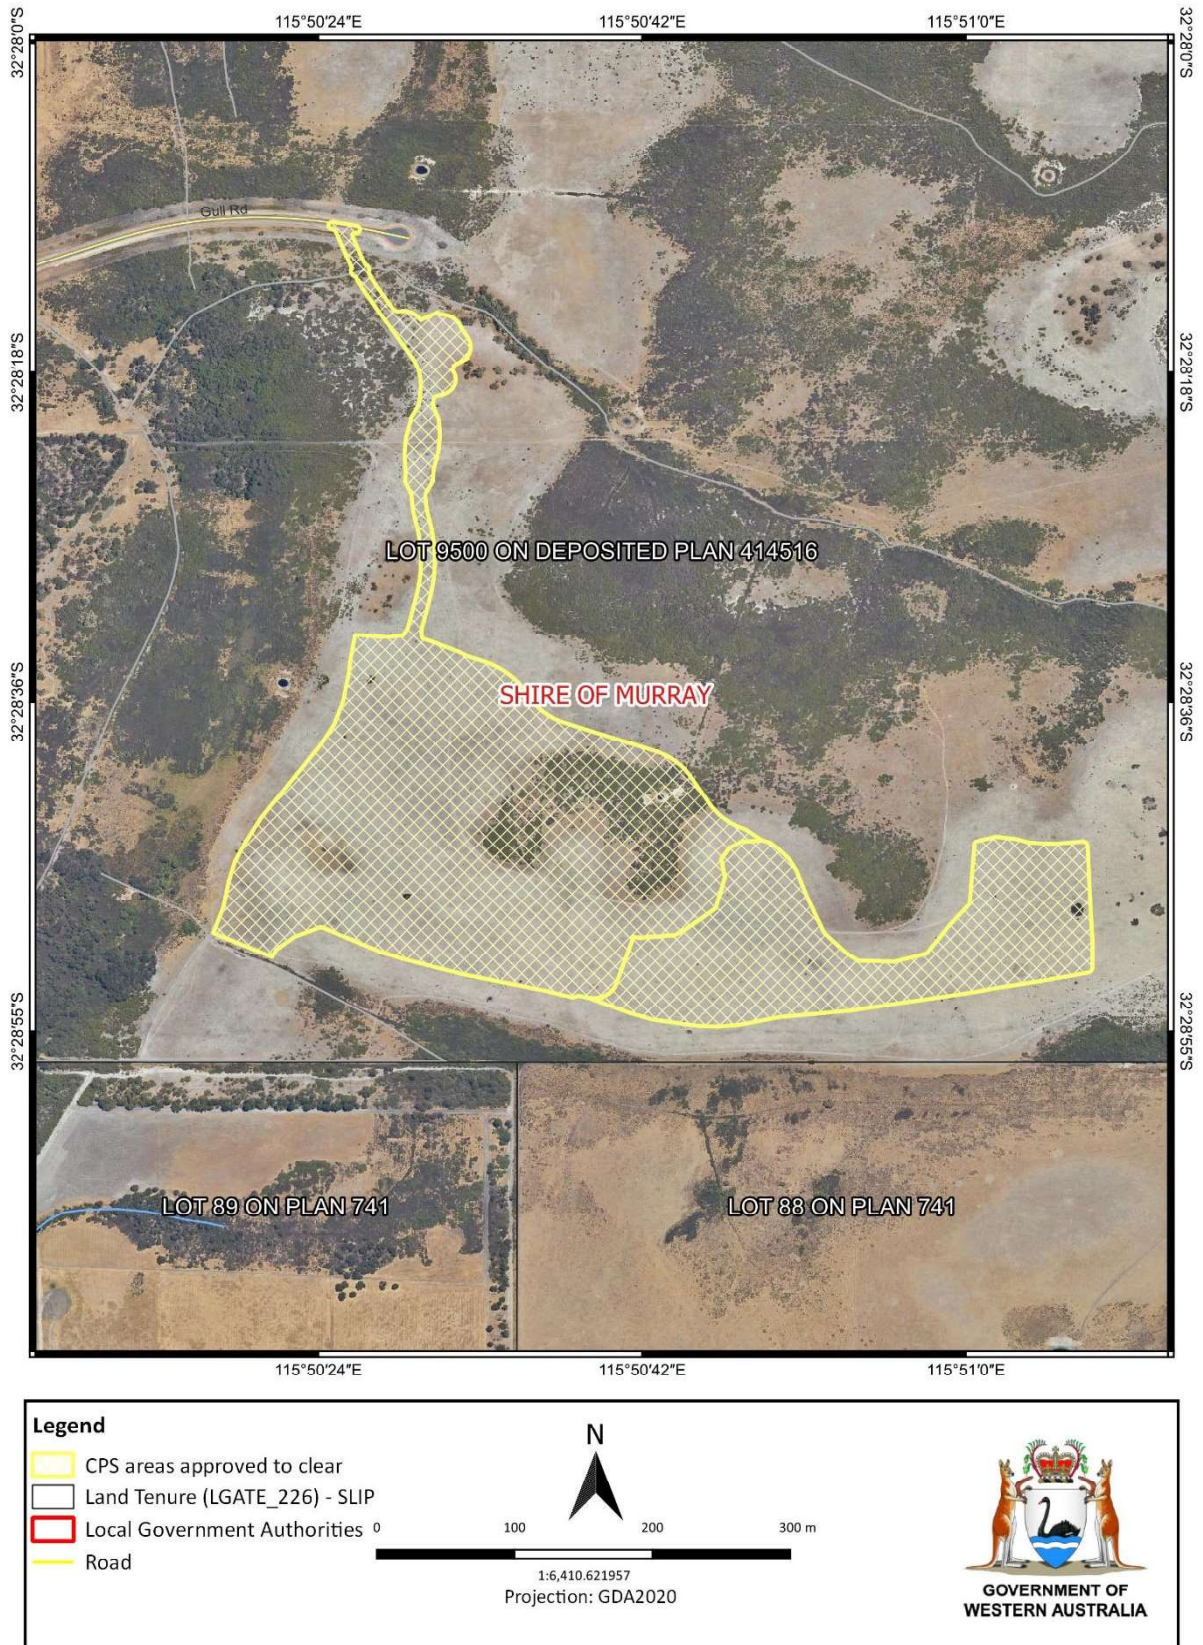 115°50'24"E
115°50'42"E
115°51'0"E
32°28'0"S
32°28'0"S
Gull Rd
32°28'18"S
32°28'18"S
LOT 9500 ON DEPOSITED PLAN 414516
32°28'36"S
SHIRE OF MURRAY
32°28'36"S
32°28'55"S
32°28'55"S
LOT 89 ON PLAN 741
LOT 88 ON PLAN 741
115°50'24"E
115°50'42"E
115°51'0"E
Legend
CPS areas approved to clear
Land Tenure (LGATE_226) - SLIP
Local Government Authorities
Road
N
0 100 200 300 m
1:6,410.621957
Projection: GDA2020
GOVERNMENT OF
WESTERN AUSTRALIA